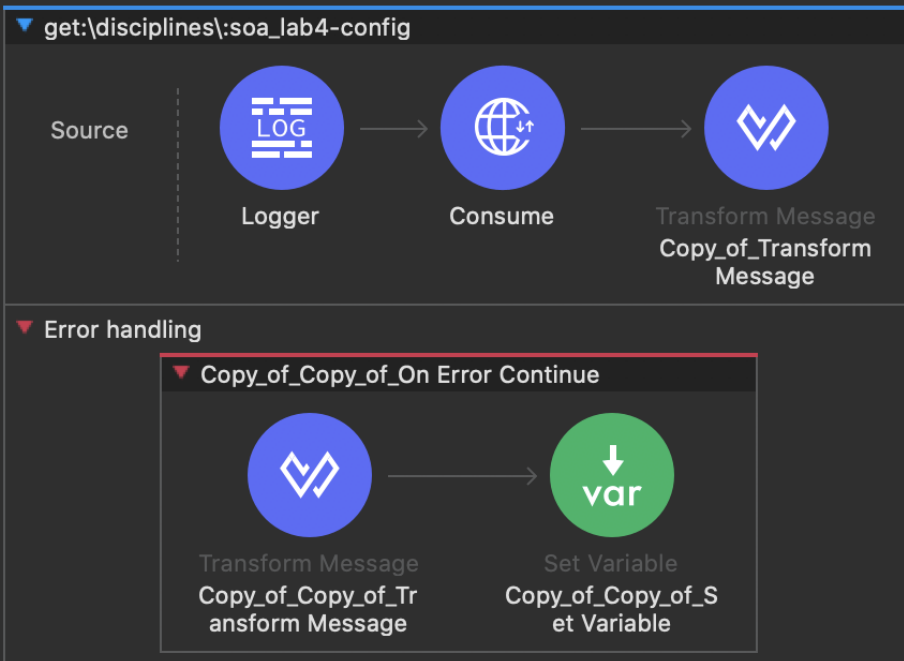 get:\disciplines\:soa_lab4-config
Source
LOG
Logger
Consume
Transform Message
Copy_of_Transform
Message
Error handling
Copy_of_Copy_of_On Error Continue
var
Transform Message
Copy_of_Copy_of_Tr
ansform Message
Set Variable
Copy_of_Copy_of_S
et Variable